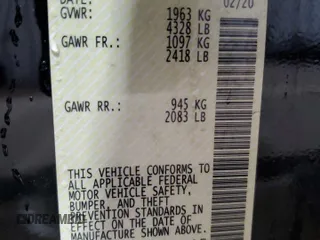 DATE: 02/20
GVWR: 1963 KG
4328 LB
GAWR FR.: 1097 KG
2418 LB
GAWR RR.: 945 KG
2083 LB
THIS VEHICLE CONFORMS TO
ALL APPLICABLE FEDERAL
MOTOR VEHICLE SAFETY,
BUMPER, AND THEFT
PREVENTION STANDARDS IN
EFFECT ON THE DATE OF
MANUFACTURE SHOWN ABOVE